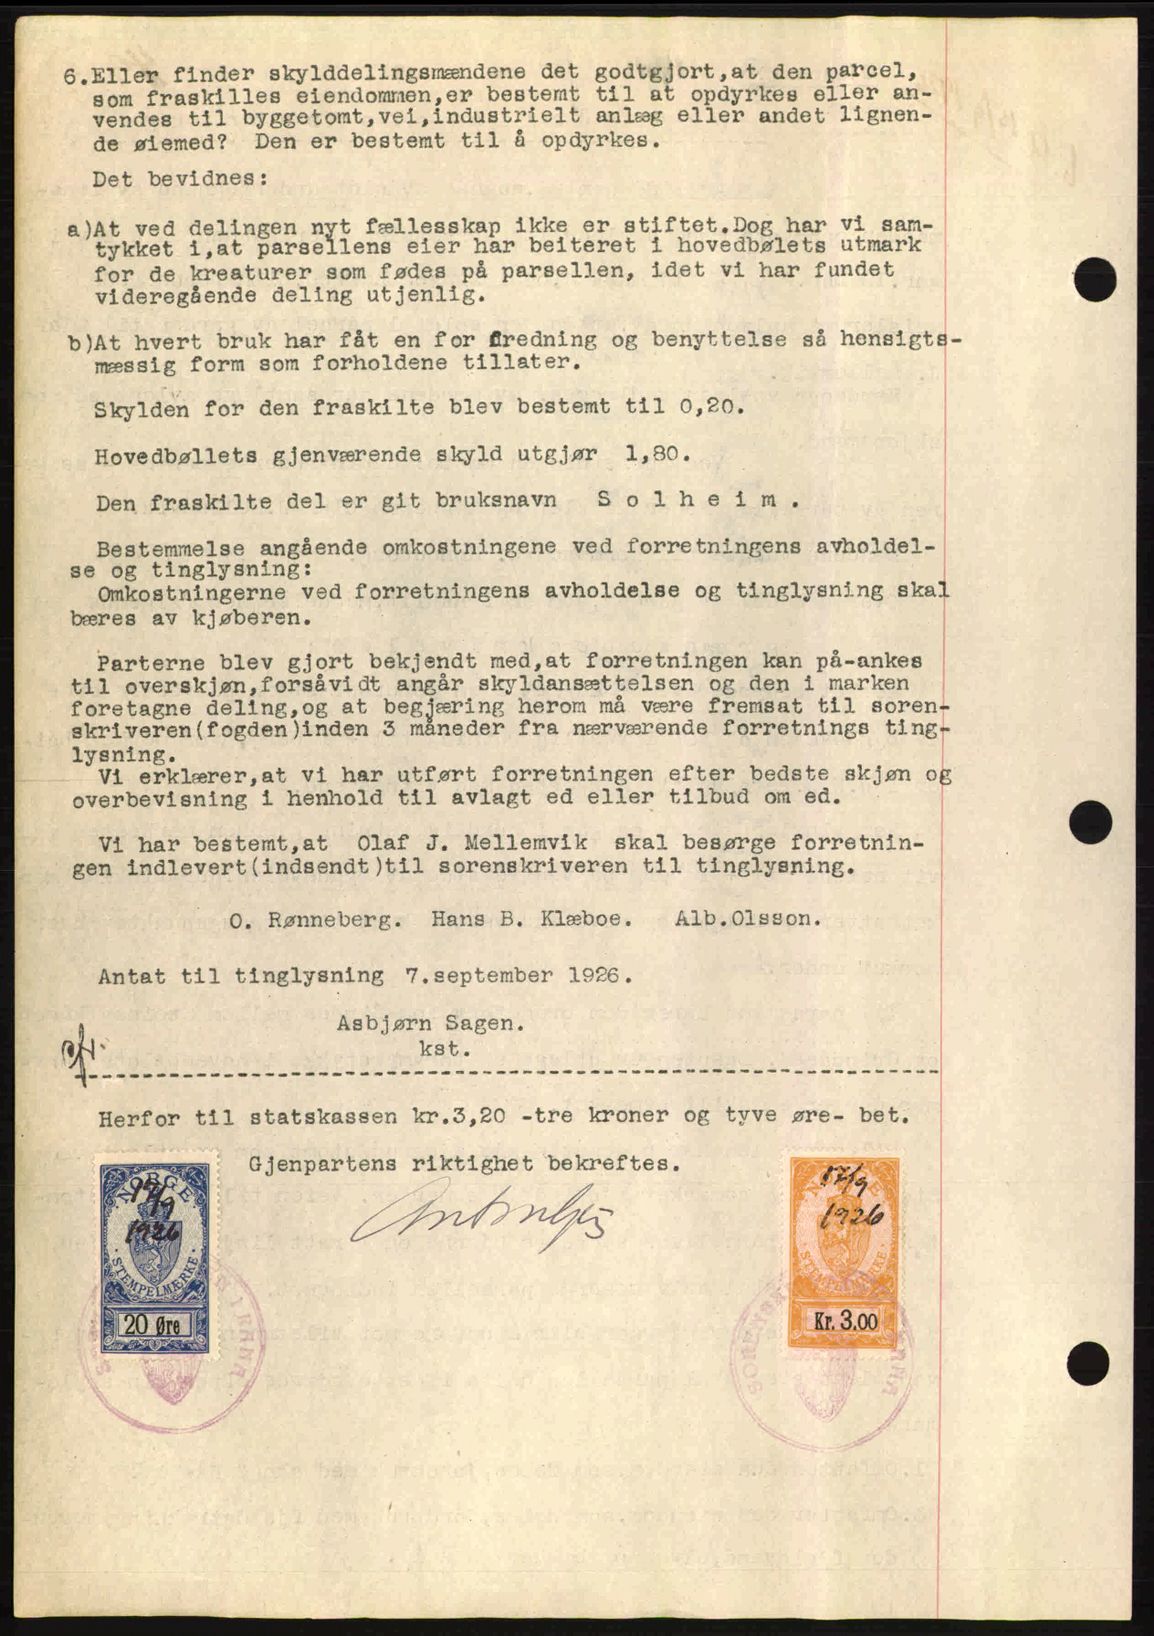 6.Eller finder skylddelingsmændene det godtgjort,at den parcel,
som fraskilles eiendommen,er bestemt til at opdyrkes eller an-
vendes til byggetomt,vei,industrielt anlæg eller andet lignen-
de øiemed? Den er bestemt til å opdyrkes.
Det bevidnes:
a)At ved delingen nyt fællesskap ikke er stiftet.Dog har vi sam-
tykket i,at parsellens eier har beiteret i hovedbølets utmark
for de kreaturer som fødes på parsellen, idet vi har fundet
videregående deling utjenlig.
b)At hvert bruk har fåt en for fredning og benyttelse så hensigts-
mæssig form som forholdene tillater.
Skylden for den fraskilte blev bestemt til 0,20.
Hovedbøllets gjenværende skyld utgjør 1,80.
Den fraskilte del er git bruksnavn S o l h e i m .
Bestemmelse angående omkostningene ved forretningens avholdel-
se og tinglysning:
Omkostningerne ved forretningens avholdelse og tinglysning skal
bæres av kjøberen.
Parterne blev gjort bekjendt med,at forretningen kan på-ankes
til overskjøn,forsåvidt angår skyldansættelsen og den i marken
foretagne deling,og at begjæring herom må være fremsat til soren-
skriveren(fogden)inden 3 måneder fra nærværende forretnings ting-
lysning.
Vi erklærer,at vi har utført forretningen efter bedste skjøn og
overbevisning i henhold til avlagt ed eller tilbud om ed.
Vi har bestemt,at Olaf J. Mellemvik skal besørge forretnin-
gen indlevert(indsendt)til sorenskriveren til tinglysning.
O. Rønneberg. Hans B. Klæboe. Alb.Olsson.
Antat til tinglysning 7.september 1926.
Asbjørn Sagen.
kst.
Herfor til statskassen kr.3,20 -tre kroner og tyve øre- bet.
Gjenpartens riktighet bekreftes.
NORGE
17/9
1926
STEMPELMÆRKE
20 Øre
17/9
1926
STEMPELMÆRKE
Kr. 3.00